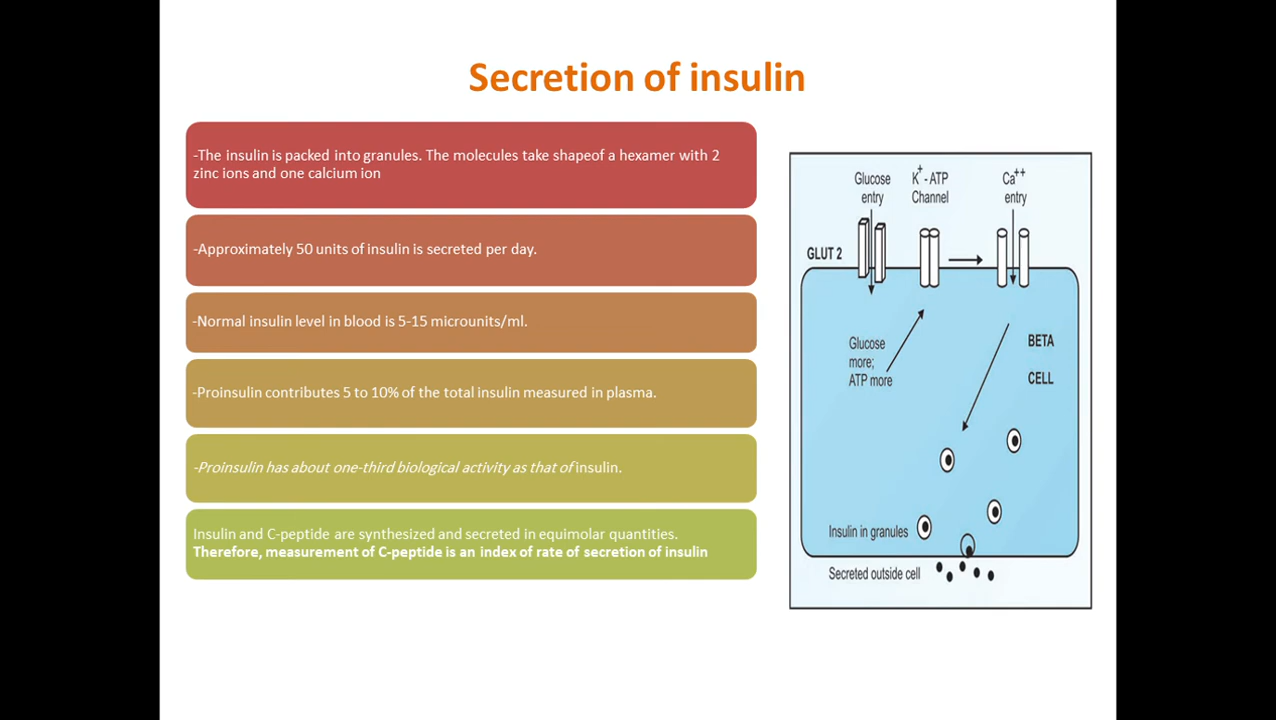 Secretion of insulin
-The insulin is packed into granules. The molecules take shapeof a hexamer with 2
zinc ions and one calcium ion
-Approximately 50 units of insulin is secreted per day.
-Normal insulin level in blood is 5-15 microunits/ml.
-Proinsulin contributes 5 to 10% of the total insulin measured in plasma.
-Proinsulin has about one-third biological activity as that of insulin.
Insulin and C-peptide are synthesized and secreted in equimolar quantities.
Therefore, measurement of C-peptide is an index of rate of secretion of insulin
Glucose
entry
K+ - ATP
Channel
Ca++
entry
GLUT 2
Glucose
more;
ATP more
BETA
CELL
Insulin in granules
Secreted outside cell